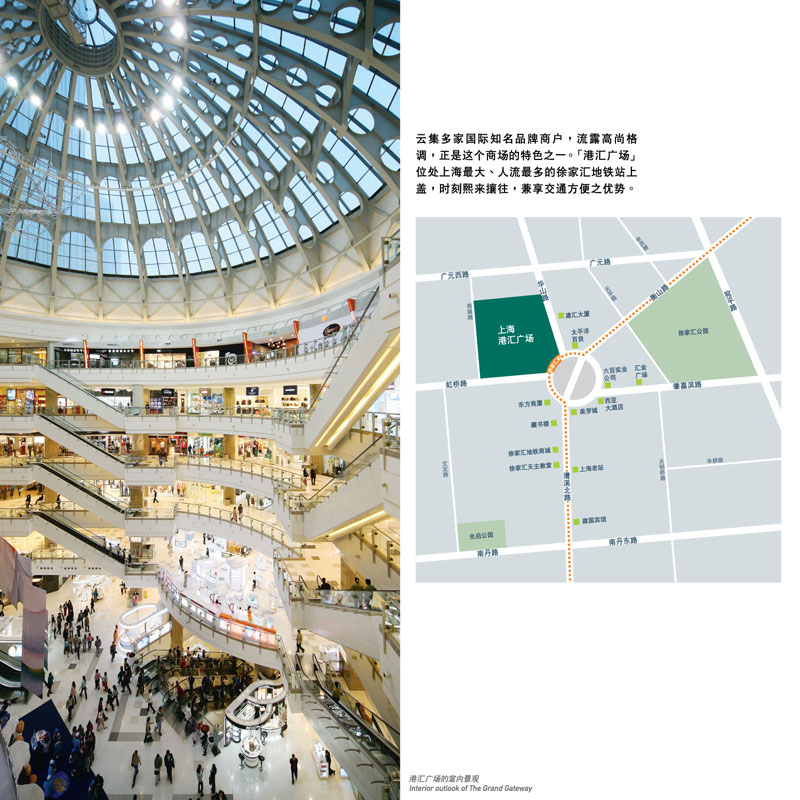 云集多家国际知名品牌商户，流露高尚格
调，正是这个商场的特色之一。「港汇广场」
位处上海最大、人流最多的徐家汇地铁站上
盖，时刻熙来攘往，兼享交通方便之优势。
广元西路
广元路
华山路
衡山路
建汇大厦
上海
港汇广场
太平洋
百货
徐家汇公园
六百实业
公司
汇金
广场
虹桥路
肇嘉浜路
东方商厦
西亚
大酒店
美罗城
藏书楼
徐家汇地铁商城
徐家汇天主教堂
上海老站
漕溪北路
建国宾馆
北启公园
南丹路
南丹东路
港汇广场的室内景观
Interior outlook of The Grand Gateway